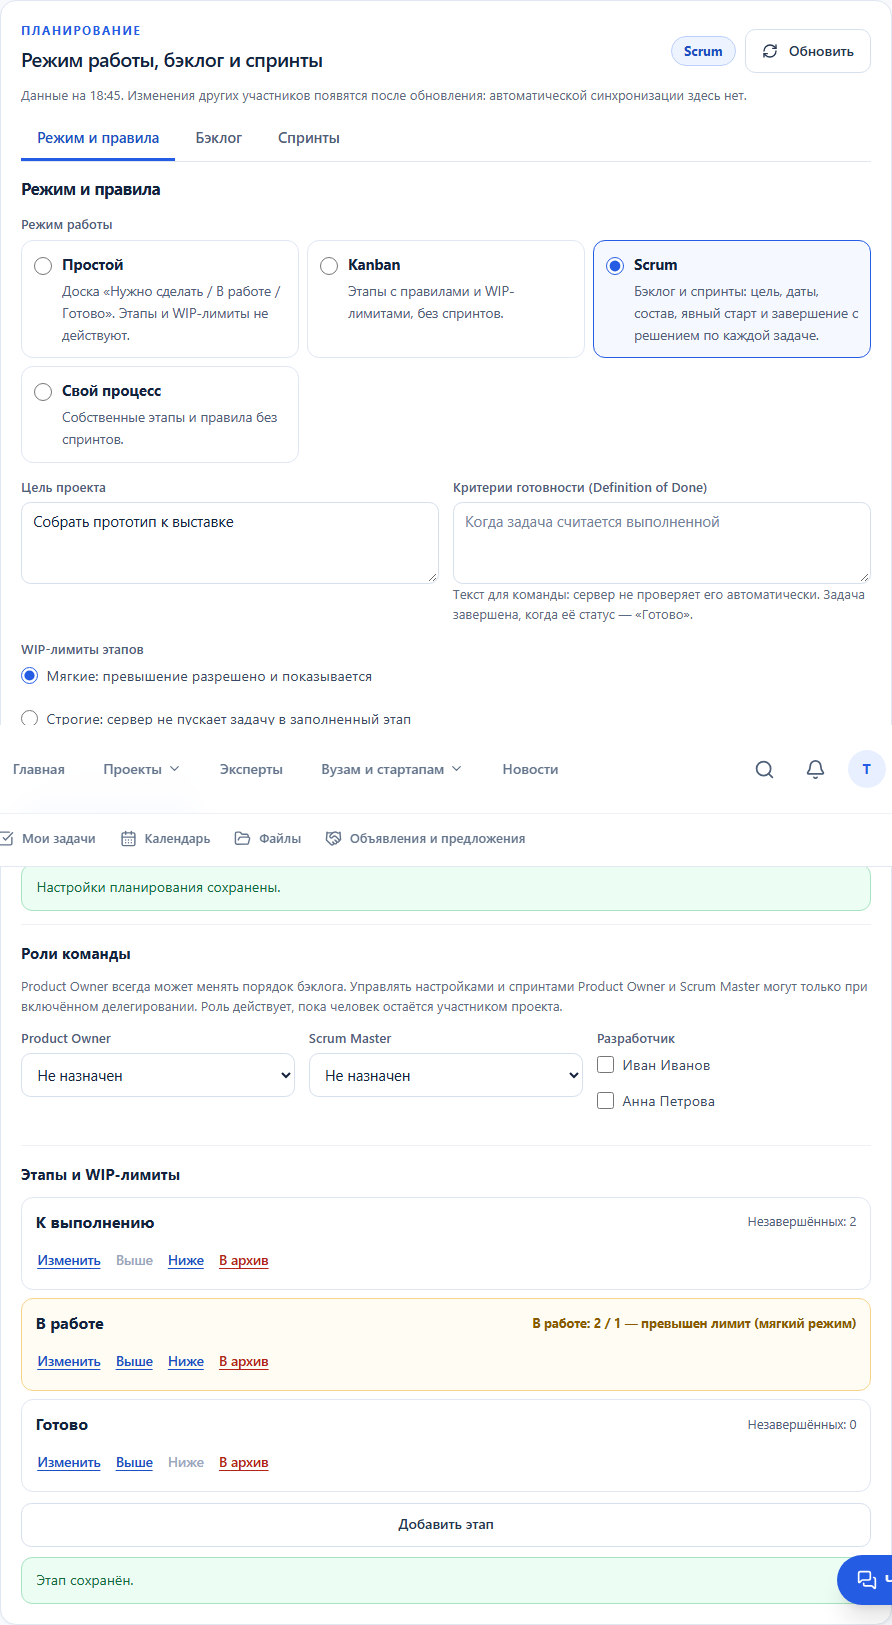 ПЛАНИРОВАНИЕ
Режим работы, бэклог и спринты
Scrum
Обновить
Данные на 18:45. Изменения других участников появятся после обновления: автоматической синхронизации здесь нет.
Режим и правила
Бэклог
Спринты
Режим и правила
Режим работы
Простой
Доска «Нужно сделать / В работе /
Готово». Этапы и WIP-лимиты не
действуют.
Kanban
Этапы с правилами и WIP-
лимитами, без спринтов.
Scrum
Бэклог и спринты: цель, даты,
состав, явный старт и завершение с
решением по каждой задаче.
Свой процесс
Собственные этапы и правила без
спринтов.
Цель проекта
Собрать прототип к выставке
Критерии готовности (Definition of Done)
Когда задача считается выполненной
Текст для команды: сервер не проверяет его автоматически. Задача
завершена, когда её статус — «Готово».
WIP-лимиты этапов
Мягкие: превышение разрешено и показывается
Строгие: сервер не пускает задачу в заполненный этап
Главная
Проекты
Эксперты
Вузам и стартапам
Новости
Т
Мои задачи
Календарь
Файлы
Объявления и предложения
Настройки планирования сохранены.
Роли команды
Product Owner всегда может менять порядок бэклога. Управлять настройками и спринтами Product Owner и Scrum Master могут только при
включённом делегировании. Роль действует, пока человек остаётся участником проекта.
Product Owner
Не назначен
Scrum Master
Не назначен
Разработчик
Иван Иванов
Анна Петрова
Этапы и WIP-лимиты
К выполнению
Незавершённых: 2
Изменить Выше Ниже В архив
В работе
В работе: 2 / 1 — превышен лимит (мягкий режим)
Изменить Выше Ниже В архив
Готово
Незавершённых: 0
Изменить Выше Ниже В архив
Добавить этап
Этап сохранён.